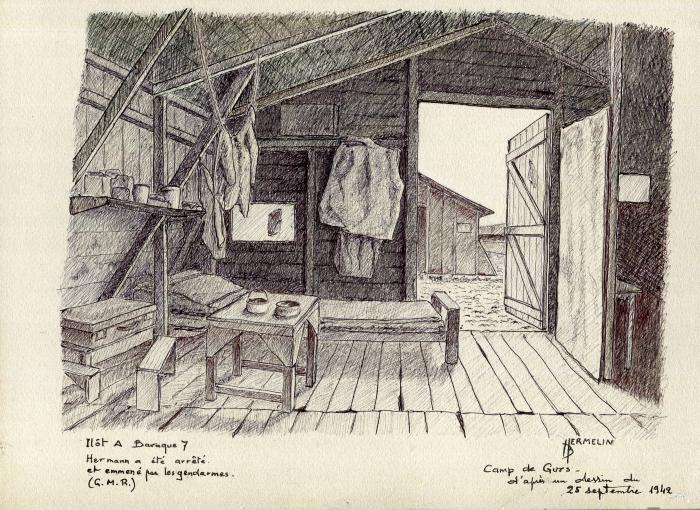 Ilôt A Baraque 7
Hermann a été arrêté.
et emmené par les gendarmes.
(G.M.R.)
HERMELIN
Camp de Gurs -
d'après un dessin du
25 septembre 1942